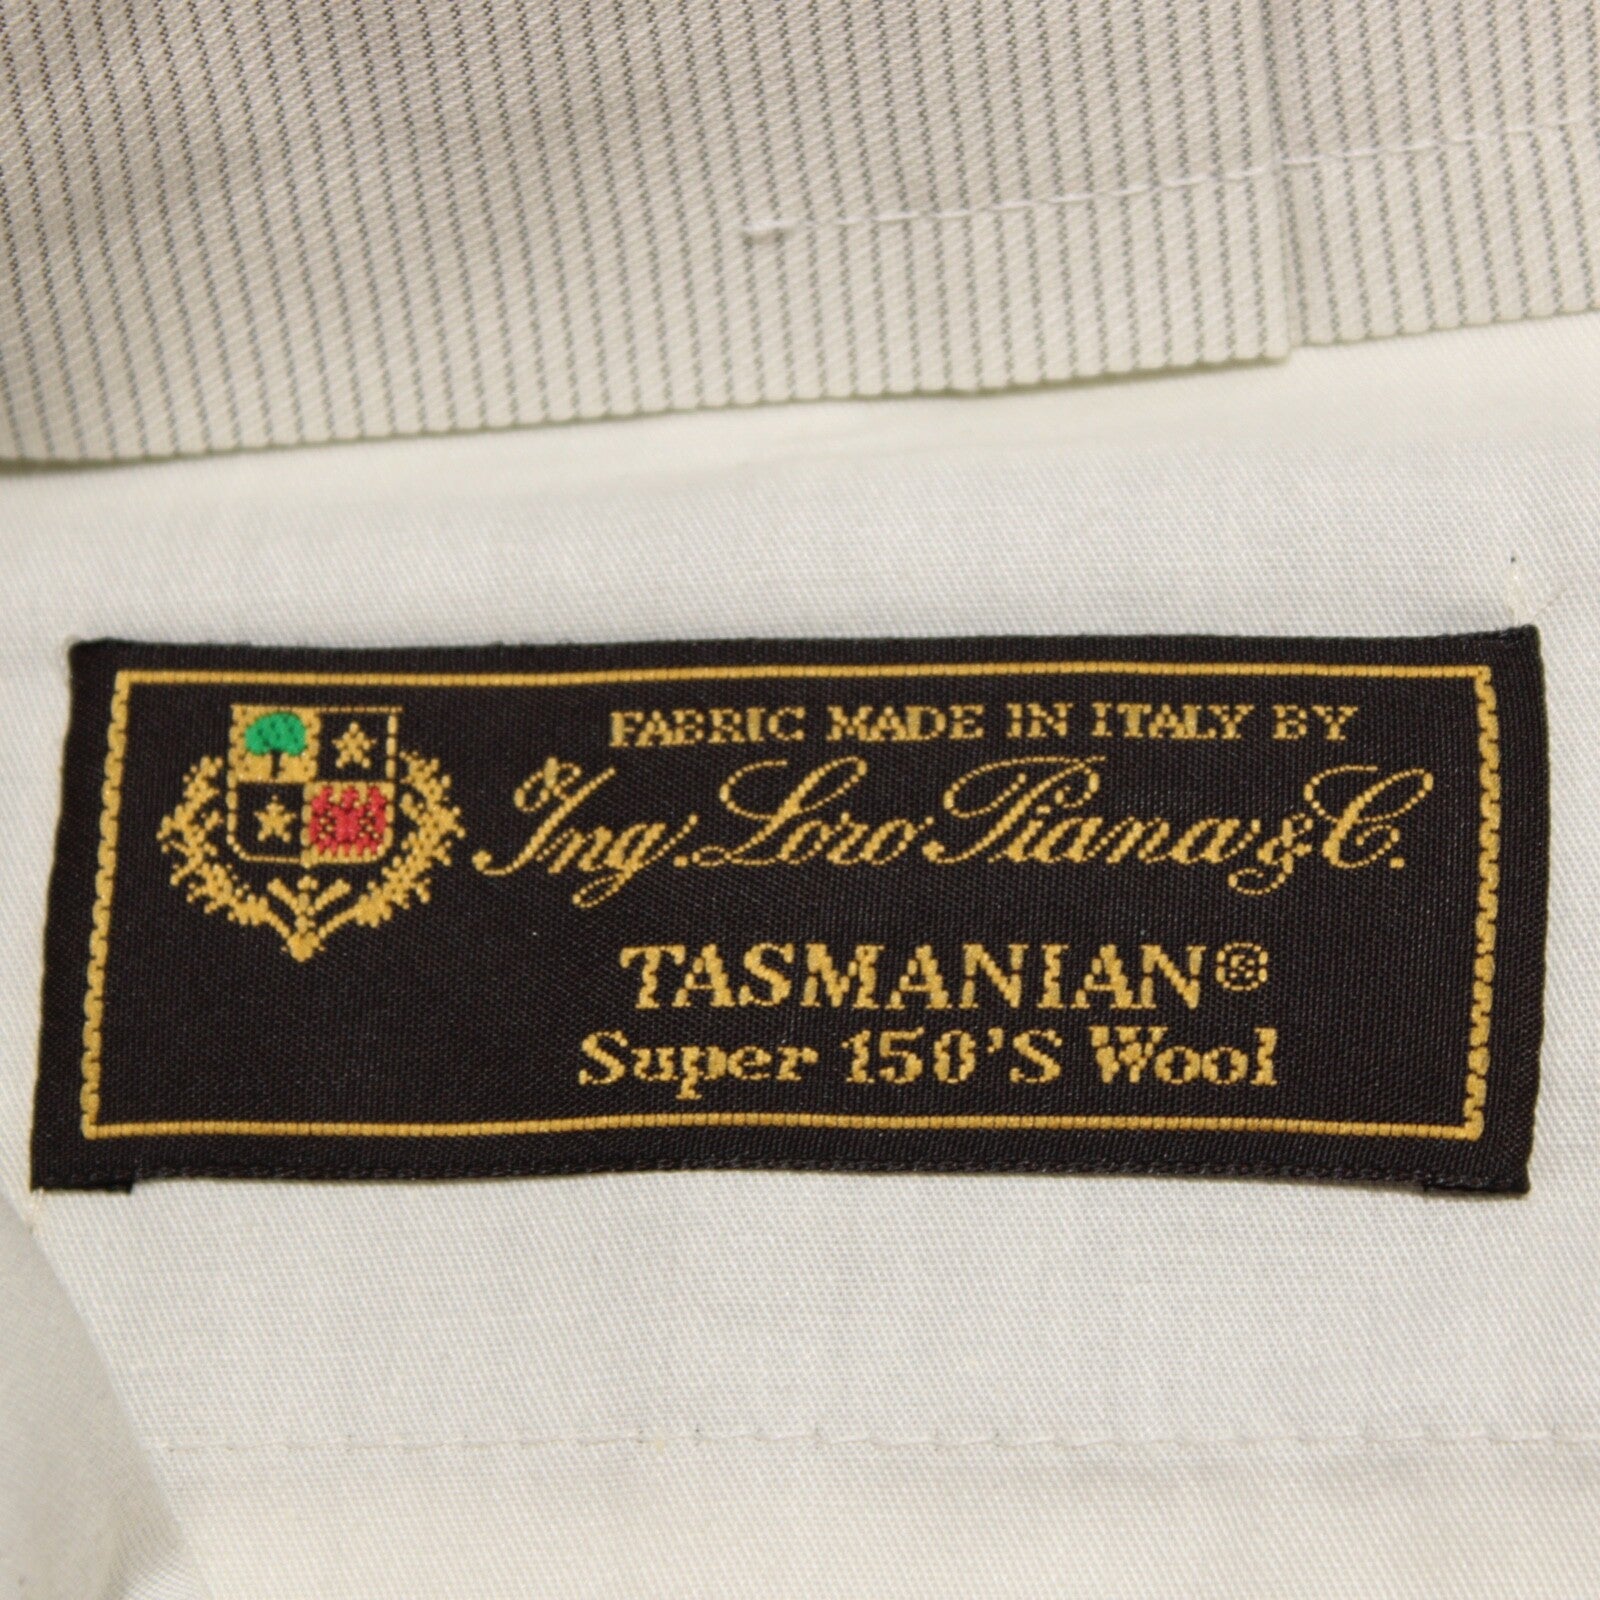 FABRIC MADE IN ITALY BY
Ing. Loro Piana & C.
TASMANIAN®
Super 150'S Wool